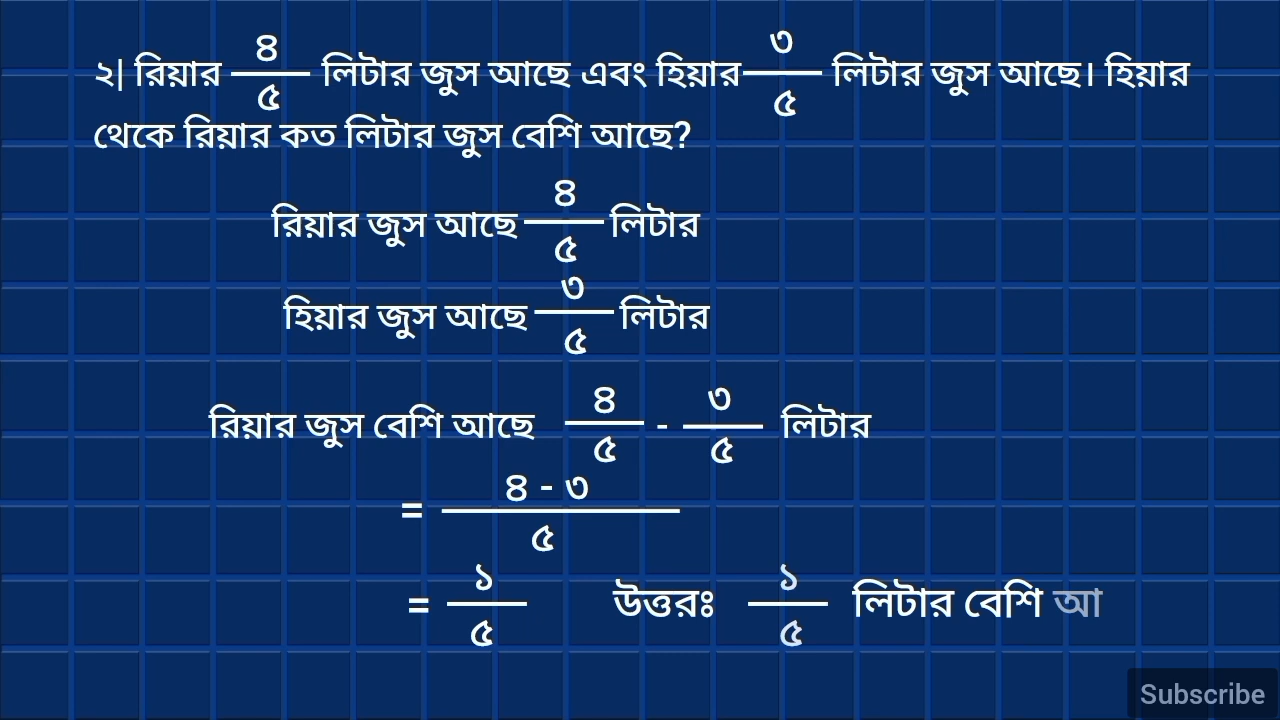 ২| রিয়ার ৪/৫ লিটার জুস আছে এবং হিয়ার ৩/৫ লিটার জুস আছে। হিয়ার
থেকে রিয়ার কত লিটার জুস বেশি আছে?
রিয়ার জুস আছে ৪/৫ লিটার
হিয়ার জুস আছে ৩/৫ লিটার
রিয়ার জুস বেশি আছে ৪/৫ - ৩/৫ লিটার
= ৪ - ৩/৫
= ১/৫ উত্তরঃ ১/৫ লিটার বেশি আ
Subscribe